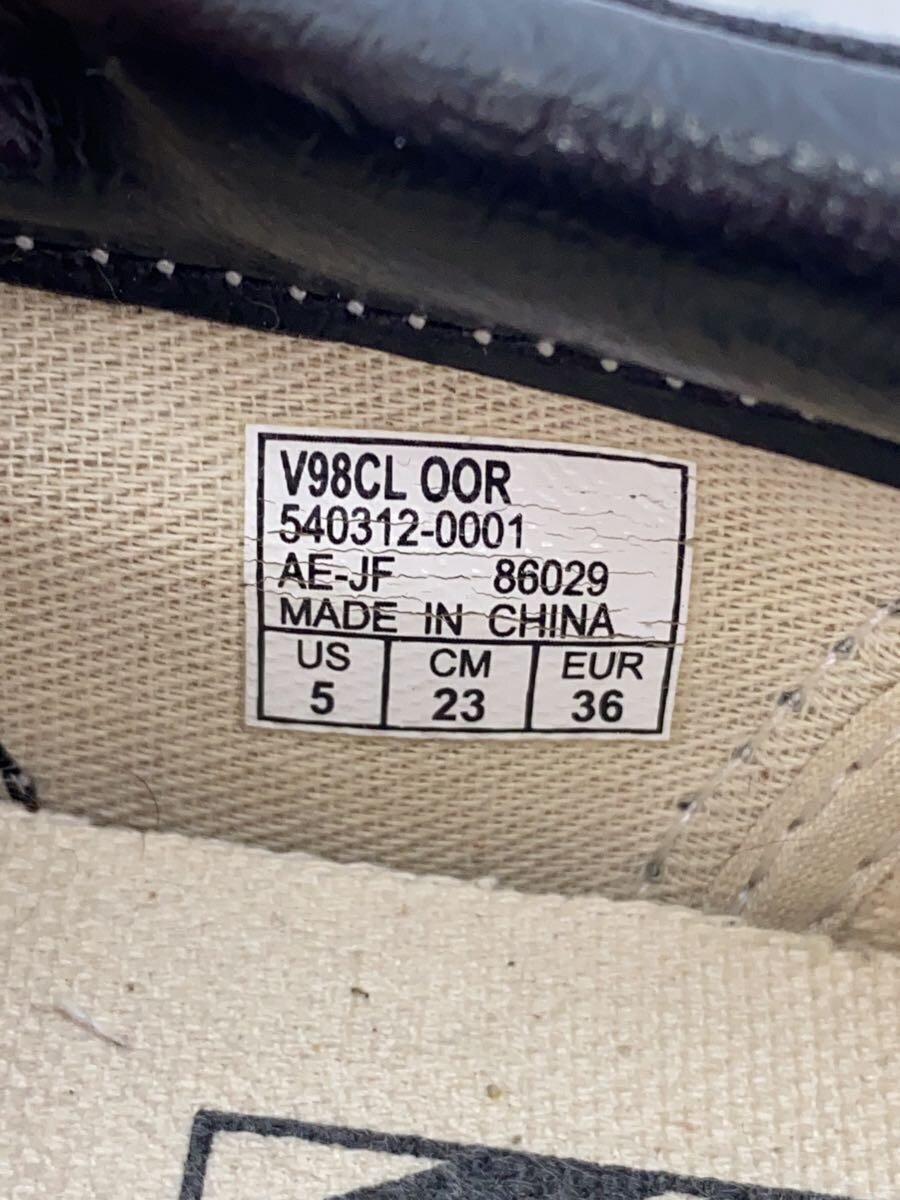 V98CL OOR
540312-0001
AE-JF 86029
MADE IN CHINA
US CM EUR
5 23 36